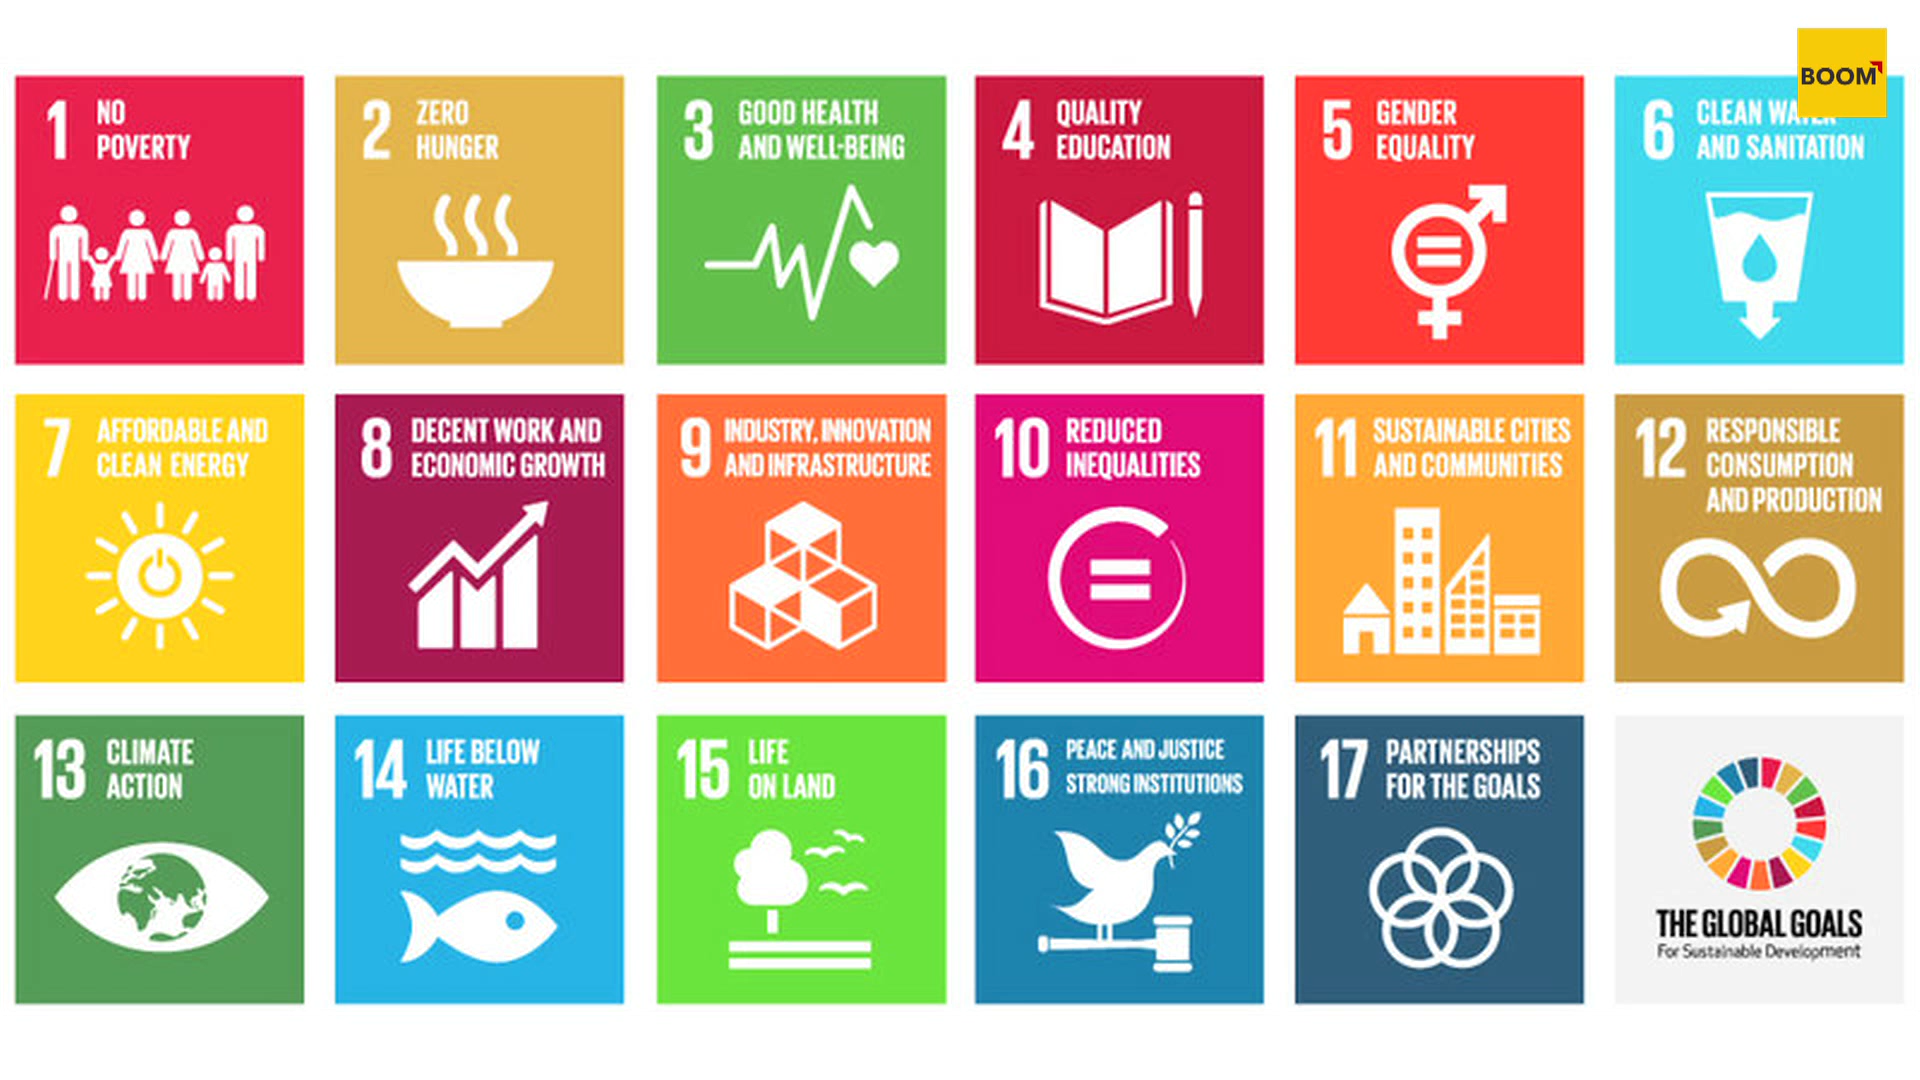 BOOM
1 NO
POVERTY
2 ZERO
HUNGER
3 GOOD HEALTH
AND WELL-BEING
4 QUALITY
EDUCATION
5 GENDER
EQUALITY
6 CLEAN WATER
AND SANITATION
7 AFFORDABLE AND
CLEAN ENERGY
8 DECENT WORK AND
ECONOMIC GROWTH
9 INDUSTRY, INNOVATION
AND INFRASTRUCTURE
10 REDUCED
INEQUALITIES
11 SUSTAINABLE CITIES
AND COMMUNITIES
12 RESPONSIBLE
CONSUMPTION
AND PRODUCTION
13 CLIMATE
ACTION
14 LIFE BELOW
WATER
15 LIFE
ON LAND
16 PEACE AND JUSTICE
STRONG INSTITUTIONS
17 PARTNERSHIPS
FOR THE GOALS
THE GLOBAL GOALS
For Sustainable Development